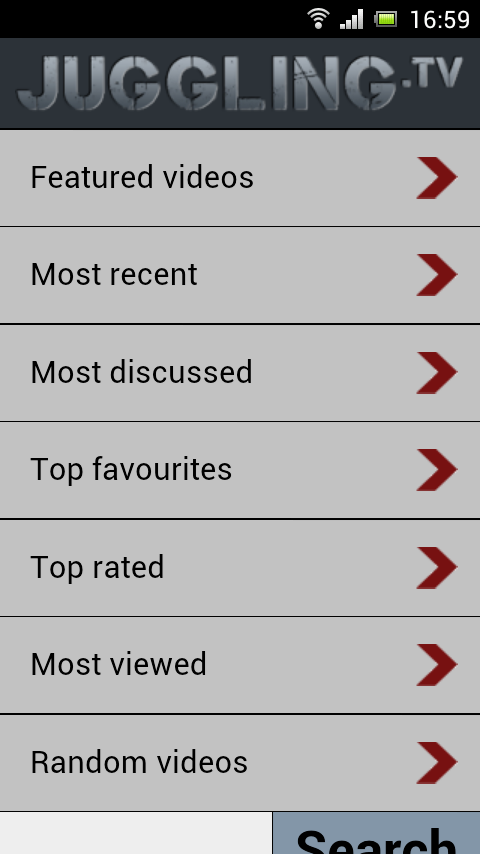 16:59
JUGGLING.TV
Featured videos
Most recent
Most discussed
Top favourites
Top rated
Most viewed
Random videos
Search